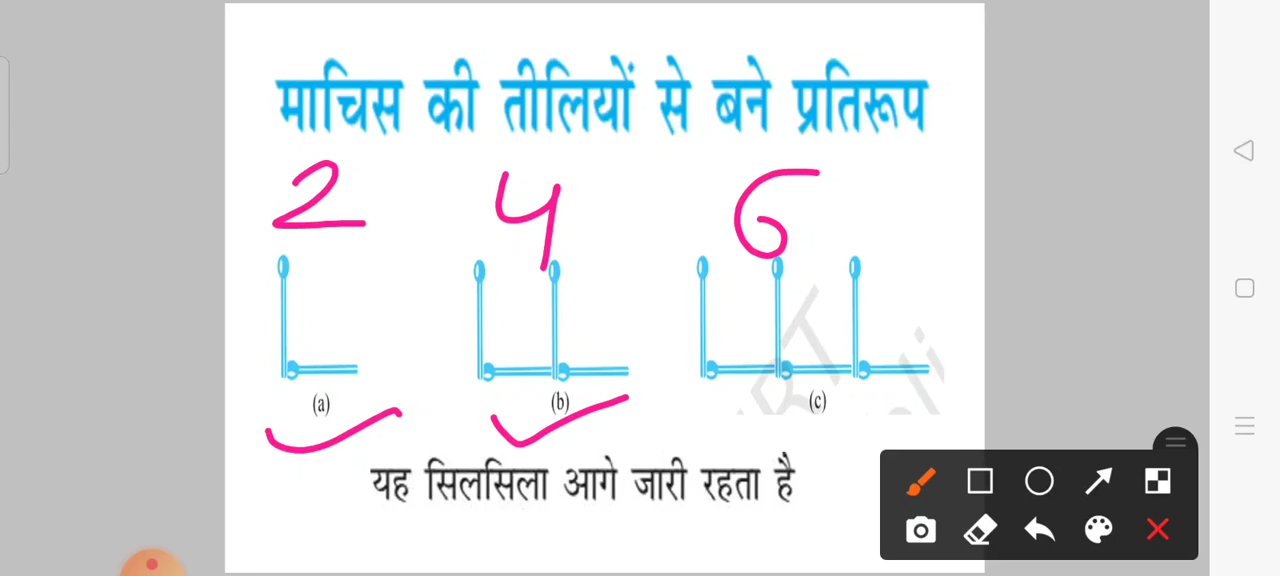 माचिस की तीलियों से बने प्रतिरूप
2 4 6
(a) (b) (c)
यह सिलसिला आगे जारी रहता है